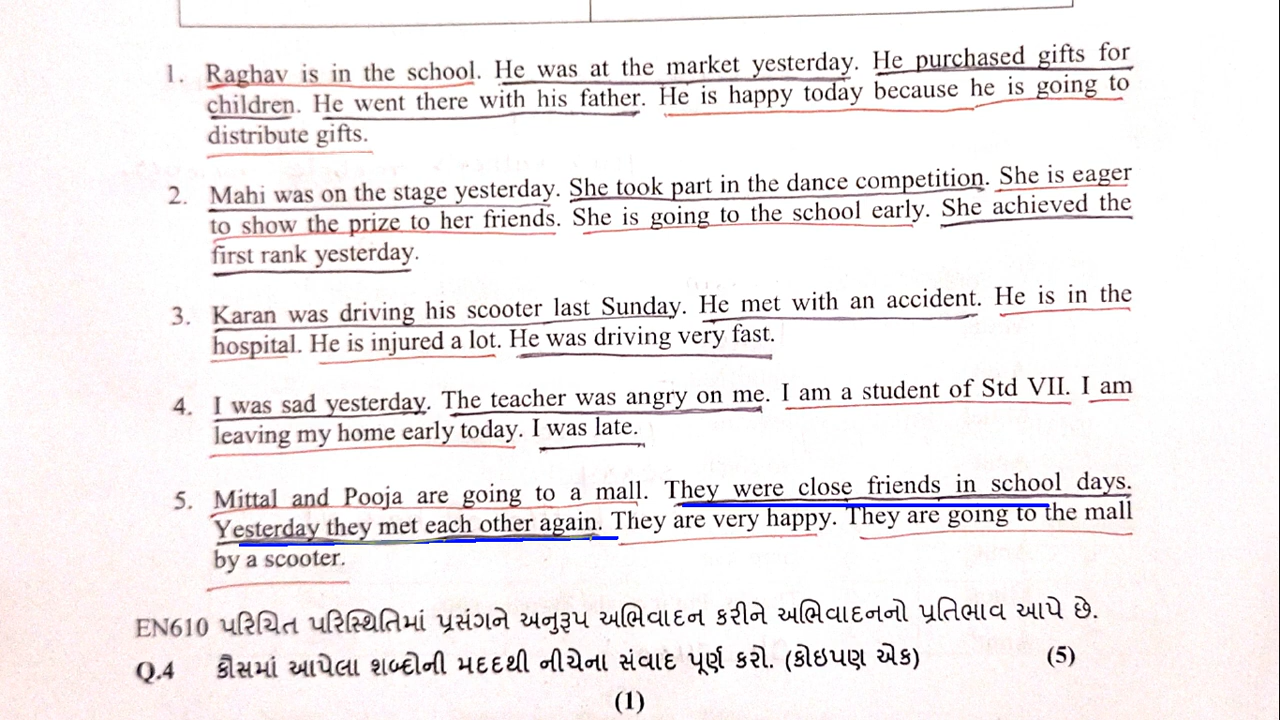 1. Raghav is in the school. He was at the market yesterday. He purchased gifts for
children. He went there with his father. He is happy today because he is going to
distribute gifts.
2. Mahi was on the stage yesterday. She took part in the dance competition. She is eager
to show the prize to her friends. She is going to the school early. She achieved the
first rank yesterday.
3. Karan was driving his scooter last Sunday. He met with an accident. He is in the
hospital. He is injured a lot. He was driving very fast.
4. I was sad yesterday. The teacher was angry on me. I am a student of Std VII. I am
leaving my home early today. I was late.
5. Mittal and Pooja are going to a mall. They were close friends in school days.
Yesterday they met each other again. They are very happy. They are going to the mall
by a scooter.
EN610 પરિચિત પરિસ્થિતિમાં પ્રસંગને અનુરૂપ અભિવાદન કરીને અભિવાદનનો પ્રતિભાવ આપે છે.
Q.4 કૌંસમાં આપેલા શબ્દોની મદદથી નીચેના સંવાદ પૂર્ણ કરો. (કોઇપણ એક) (5)
(1)